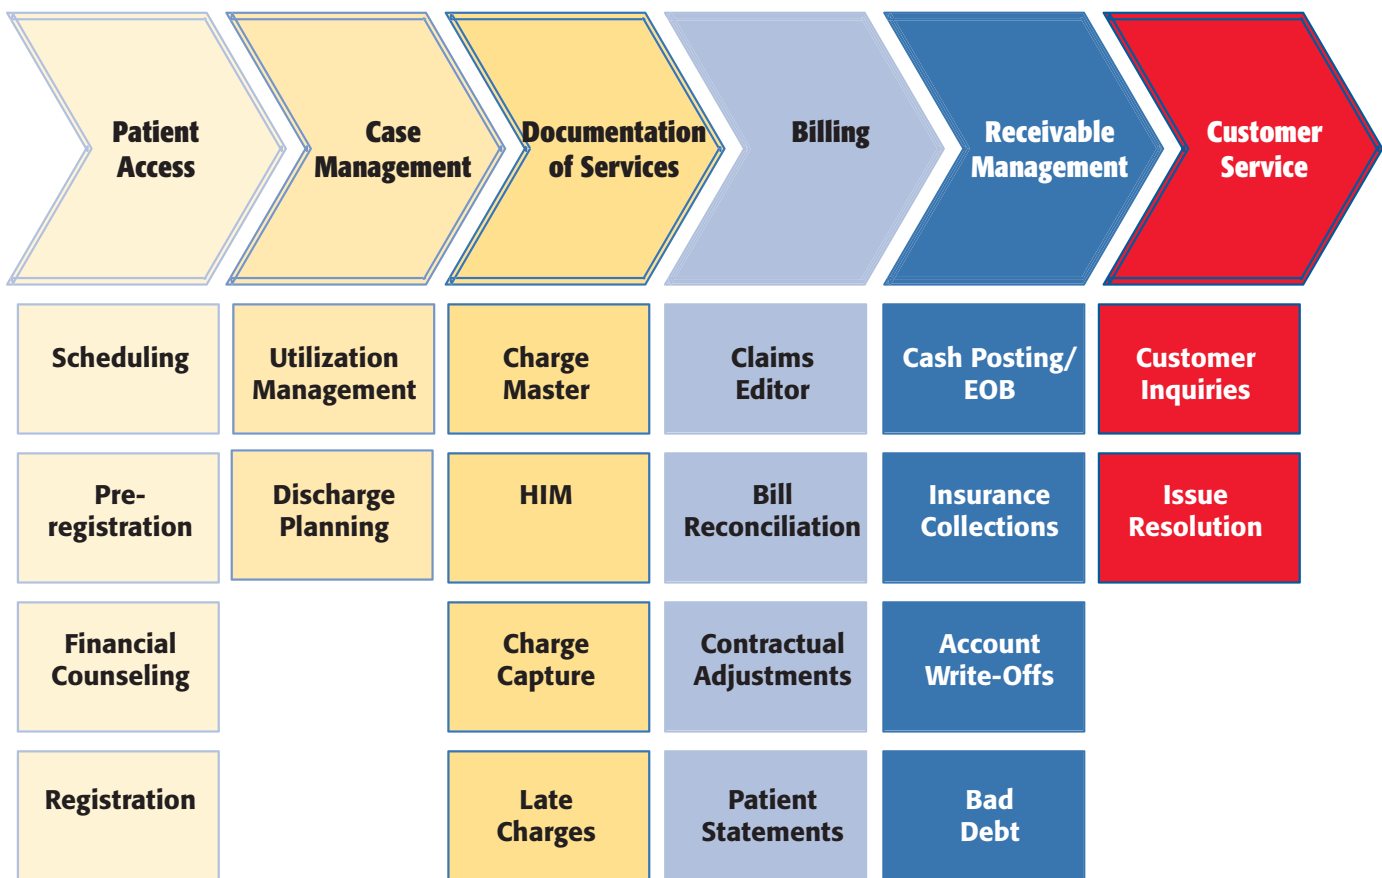 Patient
Access
Case
Management
Documentation
of Services
Billing
Receivable
Management
Customer
Service
Scheduling
Utilization
Management
Charge
Master
Claims
Editor
Cash Posting/
EOB
Customer
Inquiries
Pre-
registration
Discharge
Planning
HIM
Bill
Reconciliation
Insurance
Collections
Issue
Resolution
Financial
Counseling
Charge
Capture
Contractual
Adjustments
Account
Write-Offs
Registration
Late
Charges
Patient
Statements
Bad
Debt